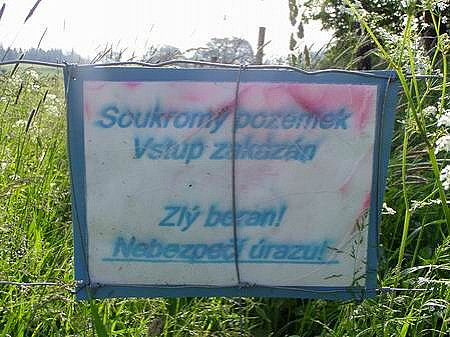 Soukromý pozemek
Vstup zakázán
Zlý beran!
Nebezpečí úrazu!